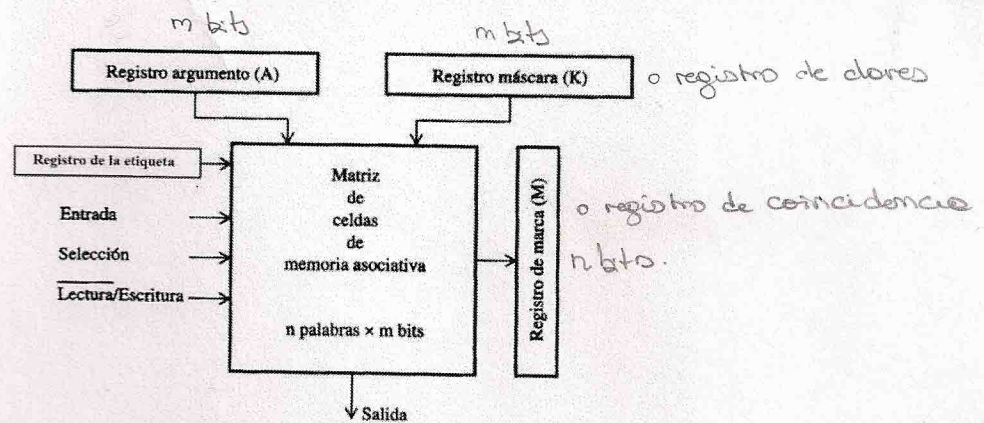 m bits
m bits
Registro argumento (A)
Registro máscara (K)
o registro de claves
Registro de la etiqueta
Entrada
Selección
Lectura/Escritura
Matriz
de
celdas
de
memoria asociativa
n palabras × m bits
Registro de marca (M)
o registro de coincidencia
n bits.
Salida